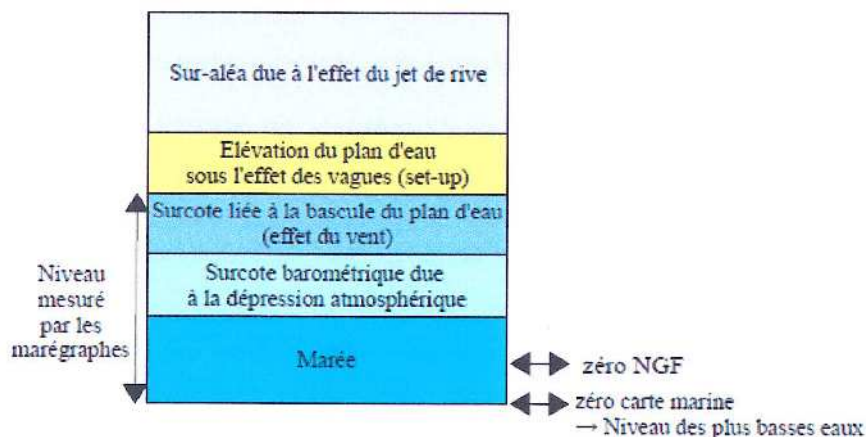 Sur-aléa due à l'effet du jet de rive
Elévation du plan d'eau
sous l'effet des vagues (set-up)
Surcote liée à la bascule du plan d'eau
(effet du vent)
Surcote barométrique due
à la dépression atmosphérique
Niveau
mesuré
par les
marégraphes
Marée
zéro NGF
zéro carte marine
→ Niveau des plus basses eaux